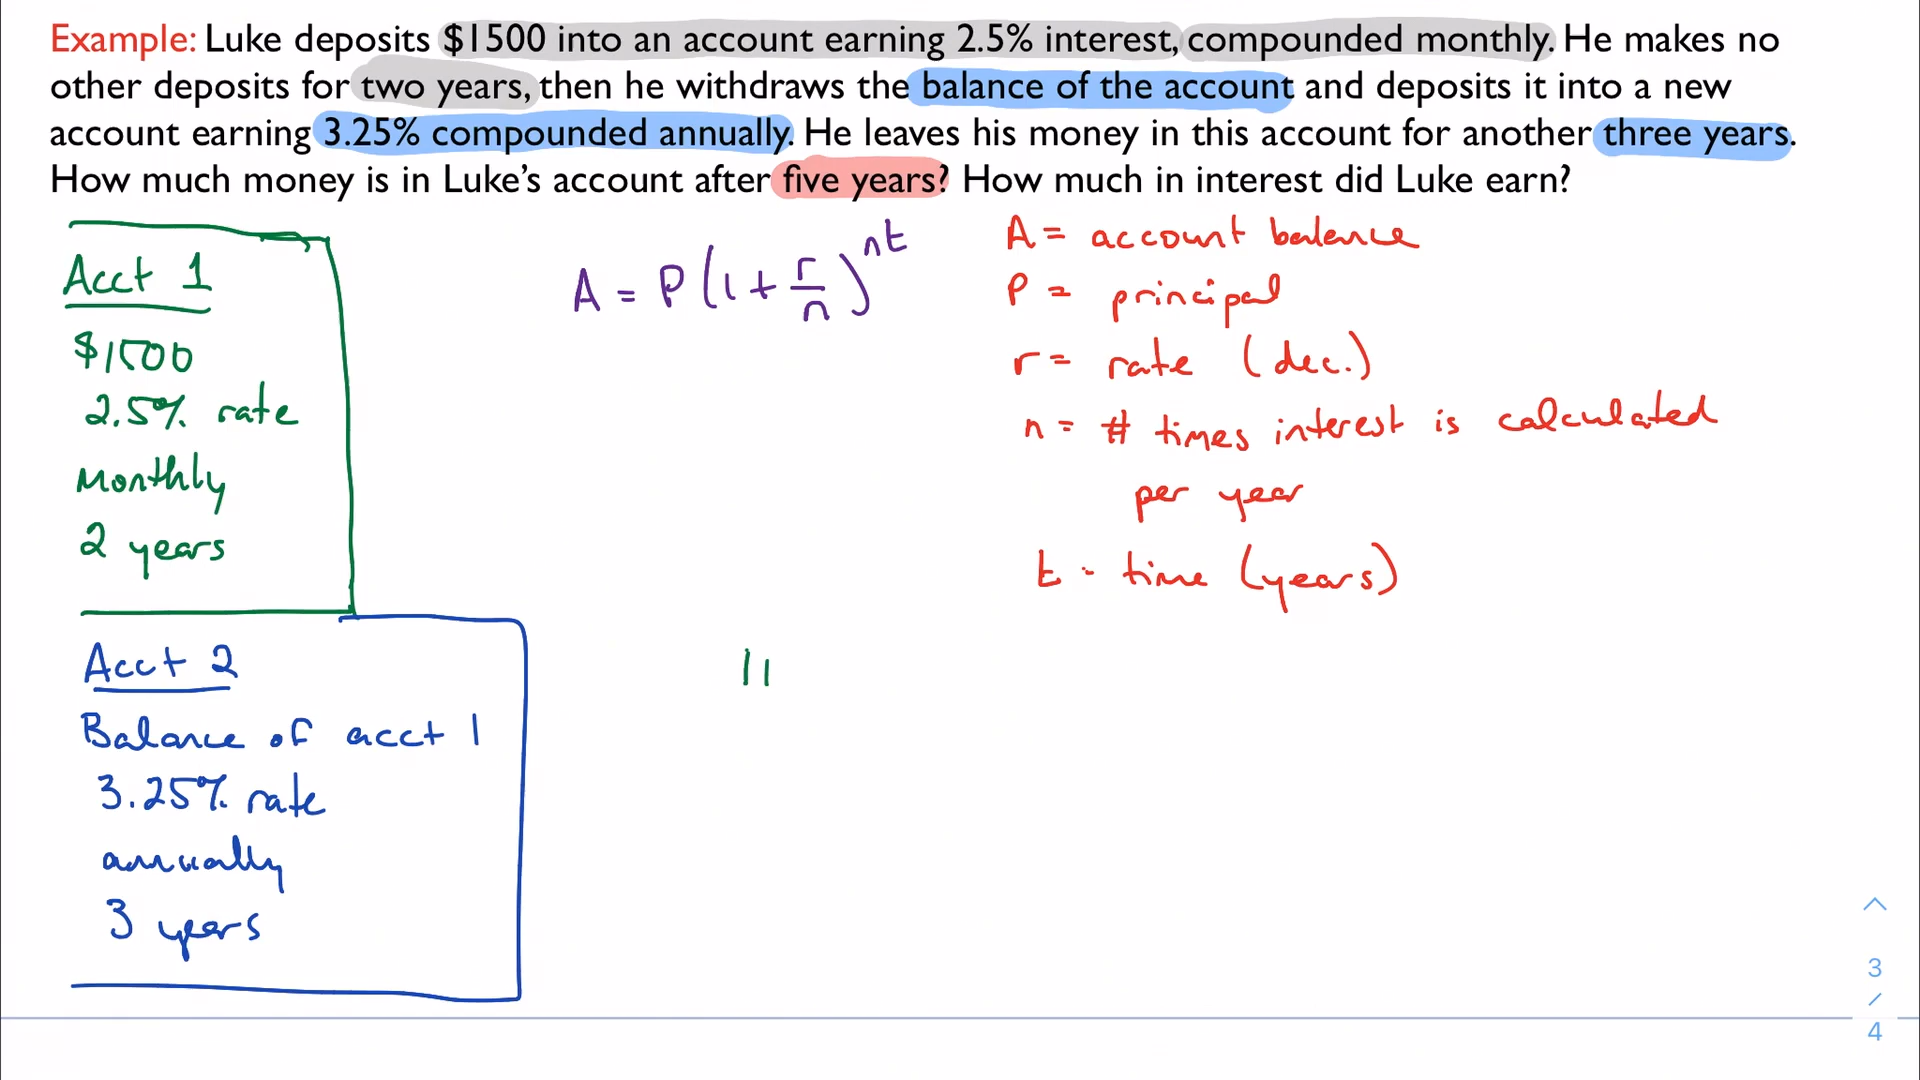 Example: Luke deposits $1500 into an account earning 2.5% interest, compounded monthly. He makes no
other deposits for two years, then he withdraws the balance of the account and deposits it into a new
account earning 3.25% compounded annually. He leaves his money in this account for another three years.
How much money is in Luke’s account after five years? How much in interest did Luke earn?
Acct 1
$1500
2.5% rate
Monthly
2 years
A = P(1 + r/n)^nt
A = account balance
P = principal
r = rate (dec.)
n = # times interest is calculated
per year
t = time (years)
Acct 2
Balance of acct 1
3.25% rate
annually
3 years
11
3
/
4